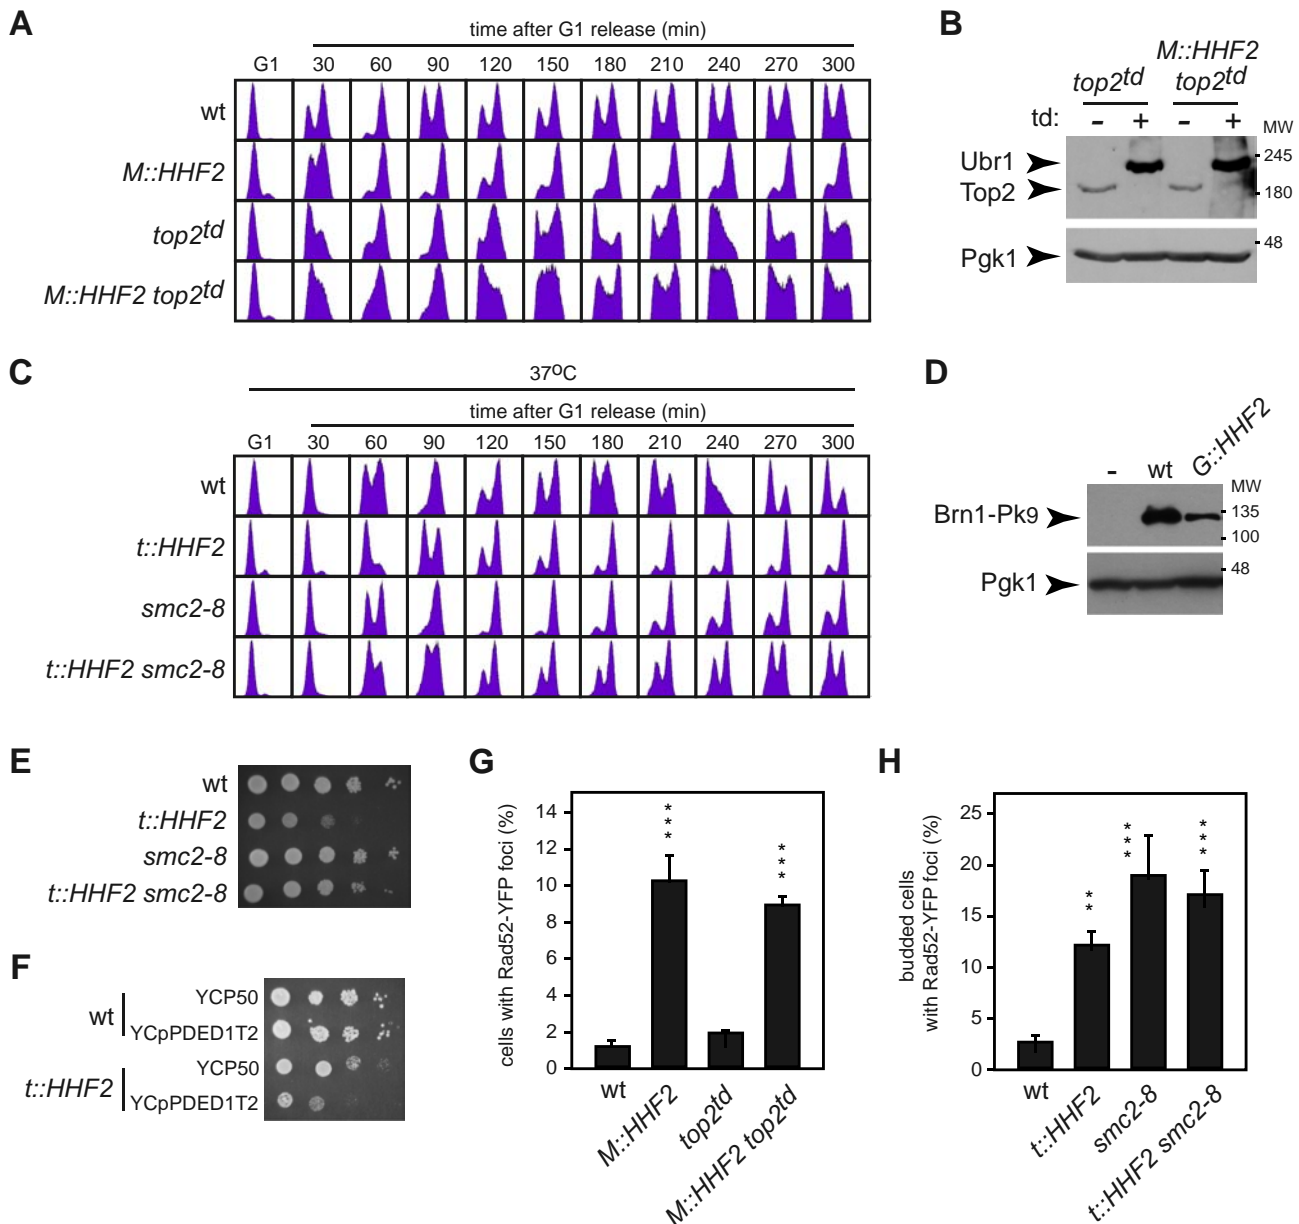 A
time after G1 release (min)
G1 30 60 90 120 150 180 210 240 270 300
wt
M::HHF2
top2td
M::HHF2 top2td
B
M::HHF2
top2td top2td
td: - + - +
MW
Ubr1
245
Top2
180
48
Pgk1
C
37ºC
time after G1 release (min)
G1 30 60 90 120 150 180 210 240 270 300
wt
t::HHF2
smc2-8
t::HHF2 smc2-8
D
- wt G::HHF2
MW
Brn1-Pk9
135
100
48
Pgk1
E
wt
t::HHF2
smc2-8
t::HHF2 smc2-8
F
wt
YCP50
YCpPDED1T2
t::HHF2
YCP50
YCpPDED1T2
G
cells with Rad52-YFP foci (%)
14
12
10
8
6
4
2
0
***
***
wt
M::HHF2
top2td
M::HHF2 top2td
H
budded cells
with Rad52-YFP foci (%)
25
20
15
10
5
0
**
***
***
wt
t::HHF2
smc2-8
t::HHF2 smc2-8